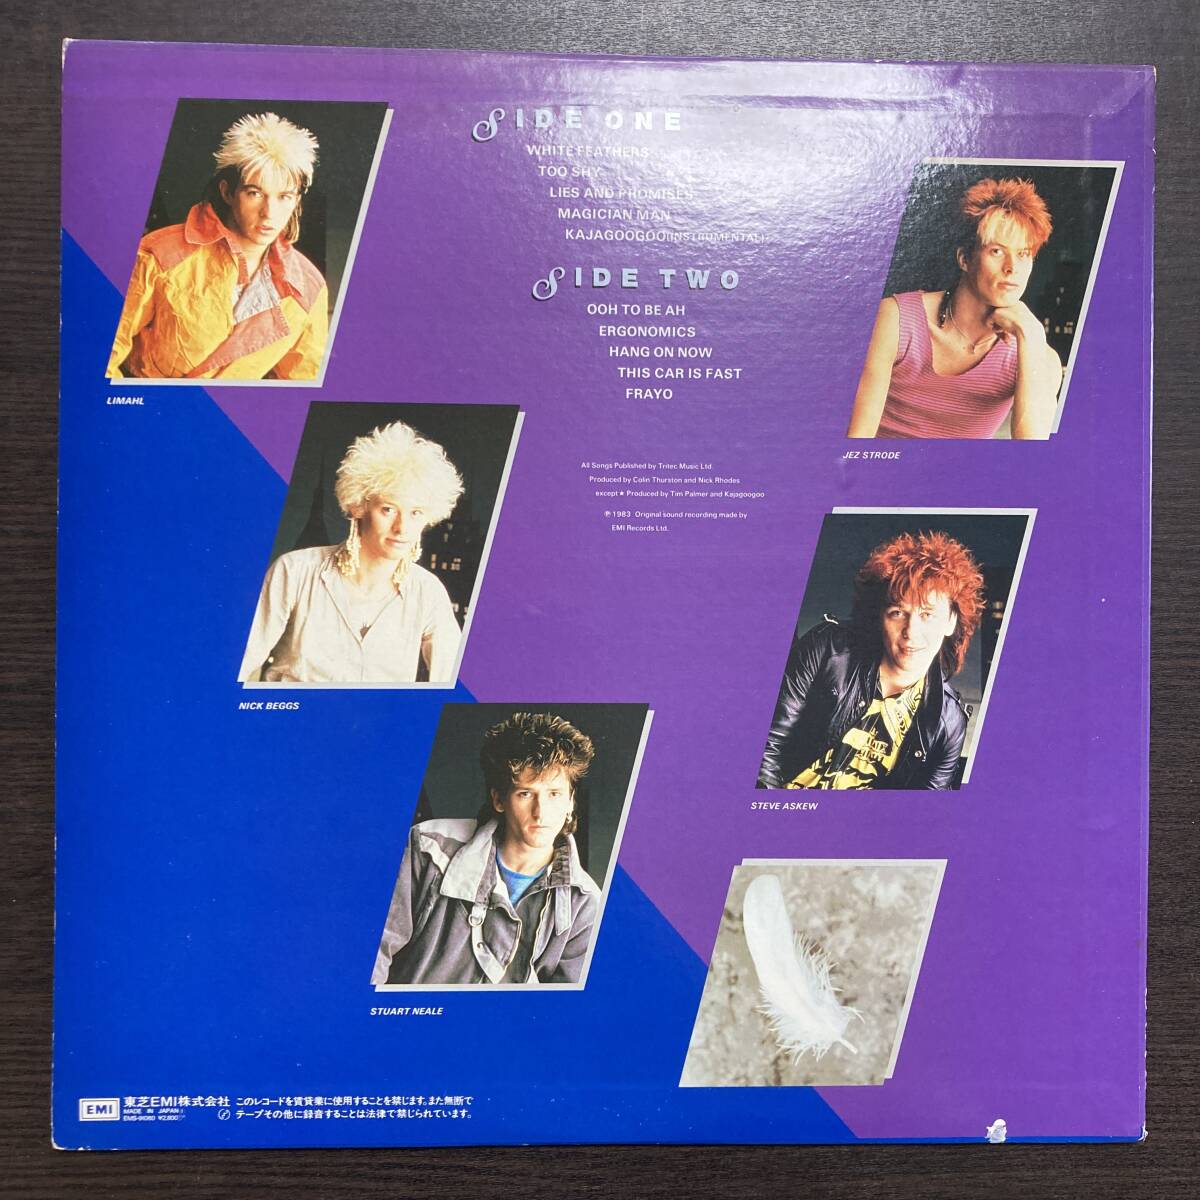 SIDE ONE
WHITE FEATHERS
TOO SHY
LIES AND PROMISES
MAGICIAN MAN
KAJAGOOGOO(INSTRUMENTAL)
SIDE TWO
OOH TO BE AH
ERGONOMICS
HANG ON NOW
THIS CAR IS FAST
FRAYO
All Songs Published by Tritec Music Ltd.
Produced by Colin Thurston and Nick Rhodes
except★ Produced by Tim Palmer and Kajagoogoo
℗ 1983 Original sound recording made by
EMI Records Ltd.
LIMAHL
JEZ STRODE
NICK BEGGS
STEVE ASKEW
STUART NEALE
EMI
東芝EMI株式会社
MADE IN JAPAN
¥2,800
このレコードを賃貸業に使用することを禁じます。また無断で
テープその他に録音することは法律で禁じられています。